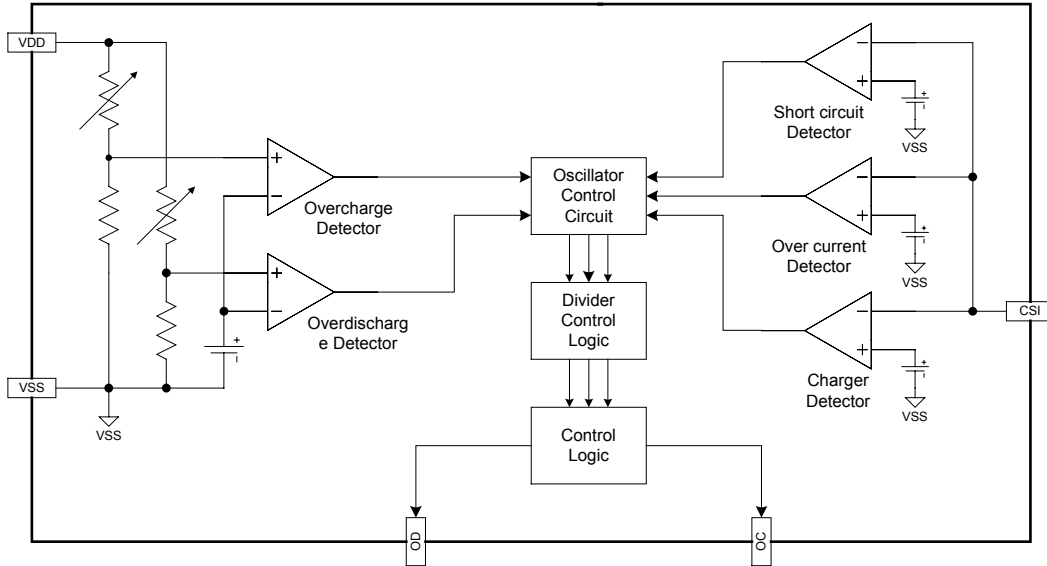 VDD
Short circuit
Detector
VSS
Overcharge
Detector
Oscillator
Control
Circuit
Over current
Detector
VSS
Overdischarg
e Detector
Divider
Control
Logic
CSI
Charger
Detector
VSS
VSS
VSS
Control
Logic
OD
OC